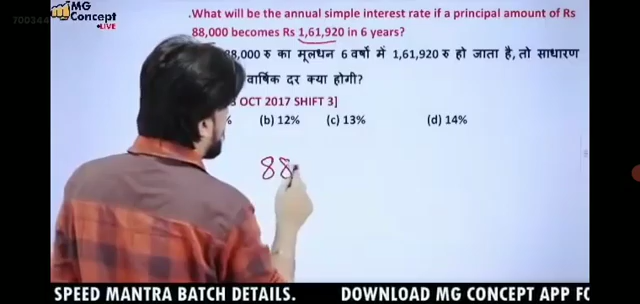 MG
Concept
LIVE
.What will be the annual simple interest rate if a principal amount of Rs
88,000 becomes Rs 1,61,920 in 6 years?
8,000 रु का मूलधन 6 वर्षो में 1,61,920 रु हो जाता है, तो साधारण
वार्षिक दर क्या होगी?
OCT 2017 SHIFT 3]
% (b) 12% (c) 13% (d) 14%
88
SPEED MANTRA BATCH DETAILS. DOWNLOAD MG CONCEPT APP FO